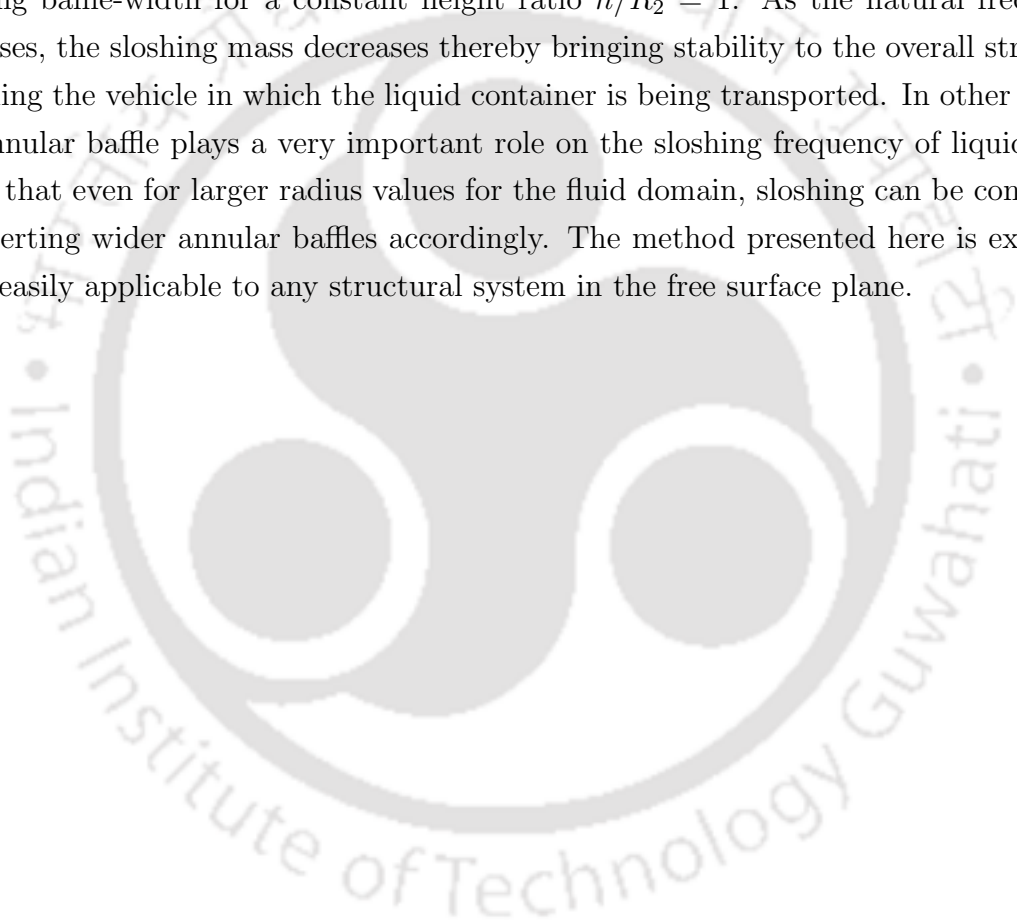 ng baffle-width for a constant height ratio h/R₂ = 1. As the natural fre
ses, the sloshing mass decreases thereby bringing stability to the overall str
ing the vehicle in which the liquid container is being transported. In other
nnular baffle plays a very important role on the sloshing frequency of liquid
that even for larger radius values for the fluid domain, sloshing can be con
erting wider annular baffles accordingly. The method presented here is ex
easily applicable to any structural system in the free surface plane.
Indian Institute of Technology Guwahati